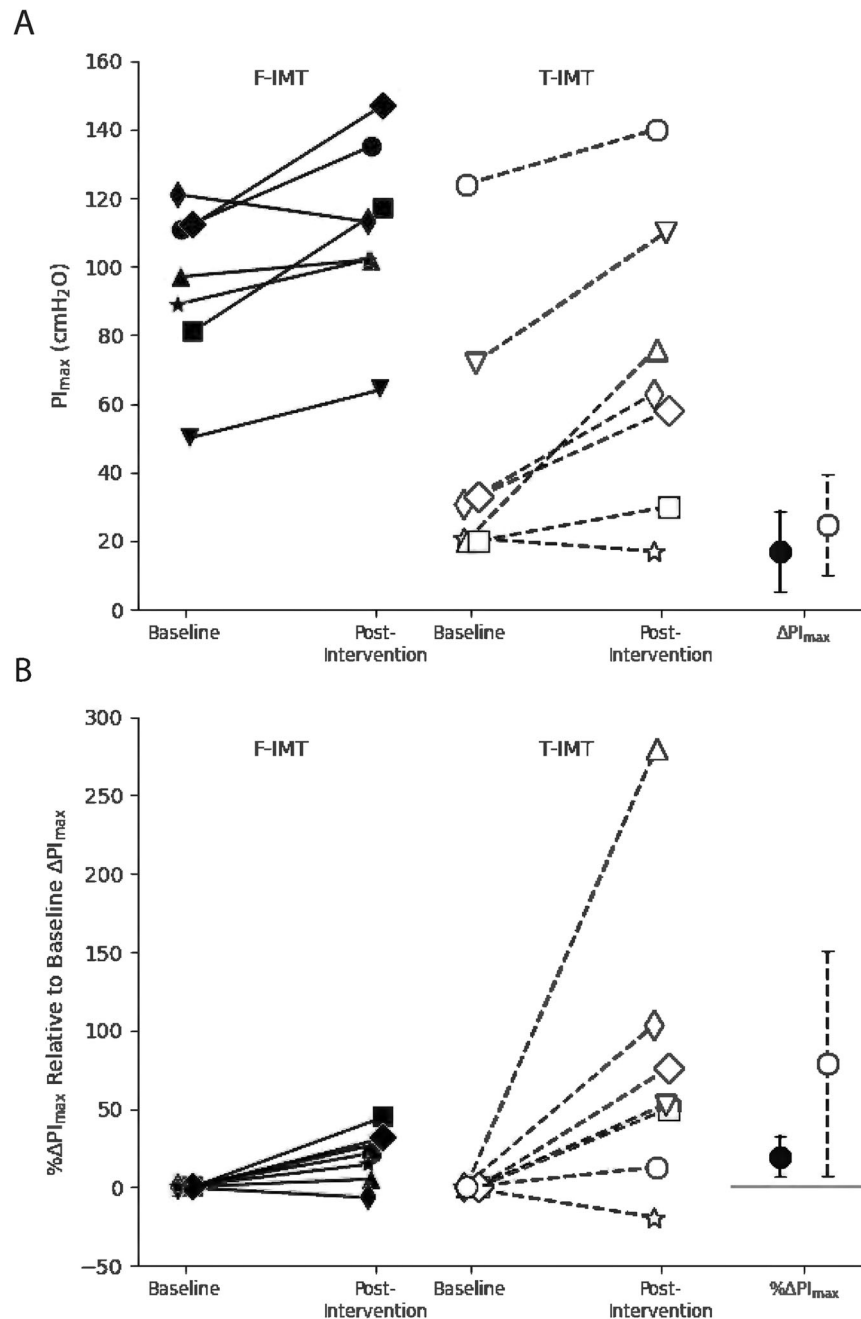 A
F-IMT
T-IMT
160
140
120
100
80
60
40
20
0
PImax (cmH2O)
Baseline
Post-
Intervention
Baseline
Post-
Intervention
ΔPImax
B
F-IMT
T-IMT
300
250
200
150
100
50
0
−50
%ΔPImax Relative to Baseline ΔPImax
Baseline
Post-
Intervention
Baseline
Post-
Intervention
%ΔPImax